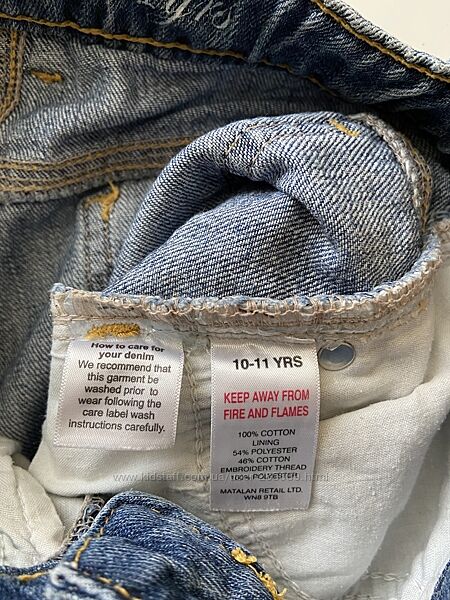 How to care for
your denim
We recommend that
this garment be
washed prior to
wear following the
care label wash
instructions carefully.
10-11 YRS
KEEP AWAY FROM
FIRE AND FLAMES
100% COTTON
LINING
54% POLYESTER
46% COTTON
EMBROIDERY THREAD
100% POLYESTER
MATALAN RETAIL LTD.
WN8 9TB